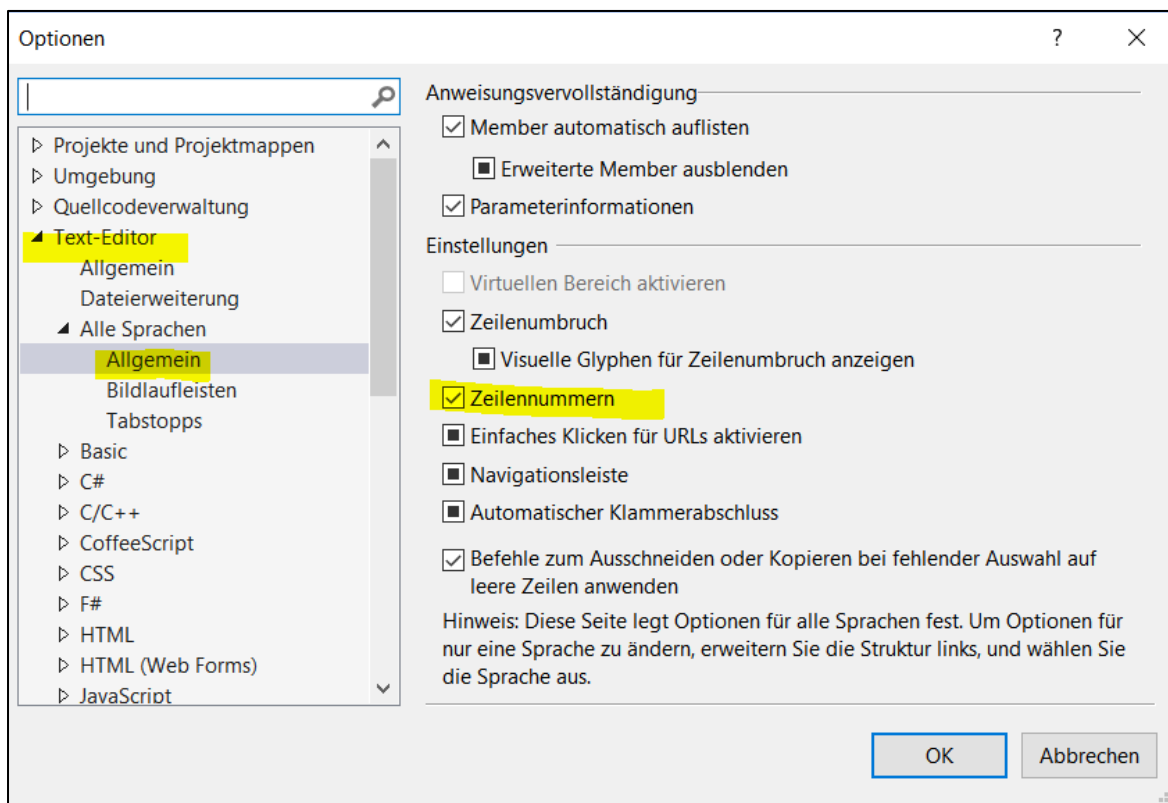 Optionen
Projekte und Projektmappen
Umgebung
Quellcodeverwaltung
Text-Editor
Allgemein
Dateierweiterung
Alle Sprachen
Allgemein
Bildlaufleisten
Tabstopps
Basic
C#
C/C++
CoffeeScript
CSS
F#
HTML
HTML (Web Forms)
JavaScript
Anweisungsvervollständigung
Member automatisch auflisten
Erweiterte Member ausblenden
Parameterinformationen
Einstellungen
Virtuellen Bereich aktivieren
Zeilenumbruch
Visuelle Glyphen für Zeilenumbruch anzeigen
Zeilennummern
Einfaches Klicken für URLs aktivieren
Navigationsleiste
Automatischer Klammerabschluss
Befehle zum Ausschneiden oder Kopieren bei fehlender Auswahl auf
leere Zeilen anwenden
Hinweis: Diese Seite legt Optionen für alle Sprachen fest. Um Optionen für
nur eine Sprache zu ändern, erweitern Sie die Struktur links, und wählen Sie
die Sprache aus.
OK
Abbrechen